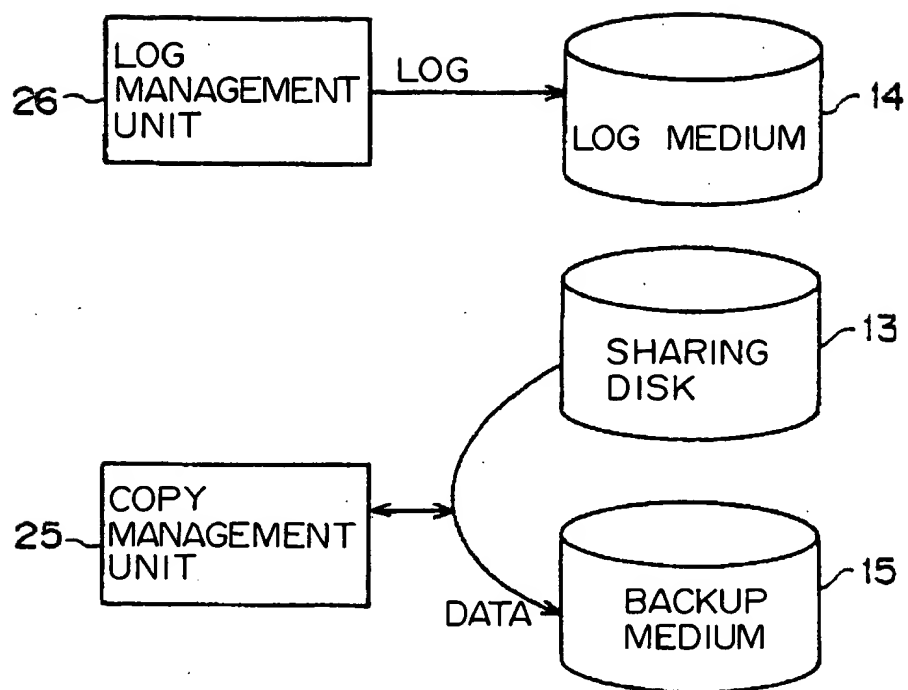 26
LOG
MANAGEMENT
UNIT
LOG
LOG MEDIUM
14
SHARING
DISK
13
25
COPY
MANAGEMENT
UNIT
DATA
BACKUP
MEDIUM
15